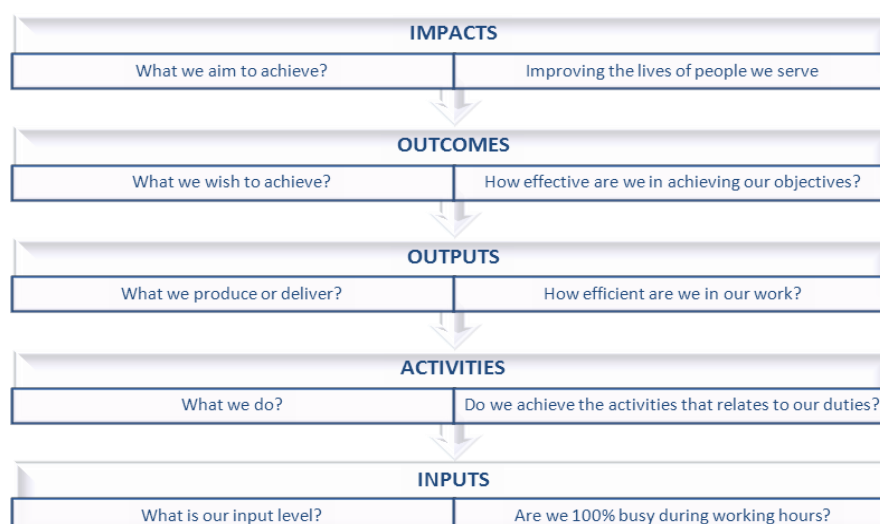 IMPACTS
What we aim to achieve?
Improving the lives of people we serve
OUTCOMES
What we wish to achieve?
How effective are we in achieving our objectives?
OUTPUTS
What we produce or deliver?
How efficient are we in our work?
ACTIVITIES
What we do?
Do we achieve the activities that relates to our duties?
INPUTS
What is our input level?
Are we 100% busy during working hours?